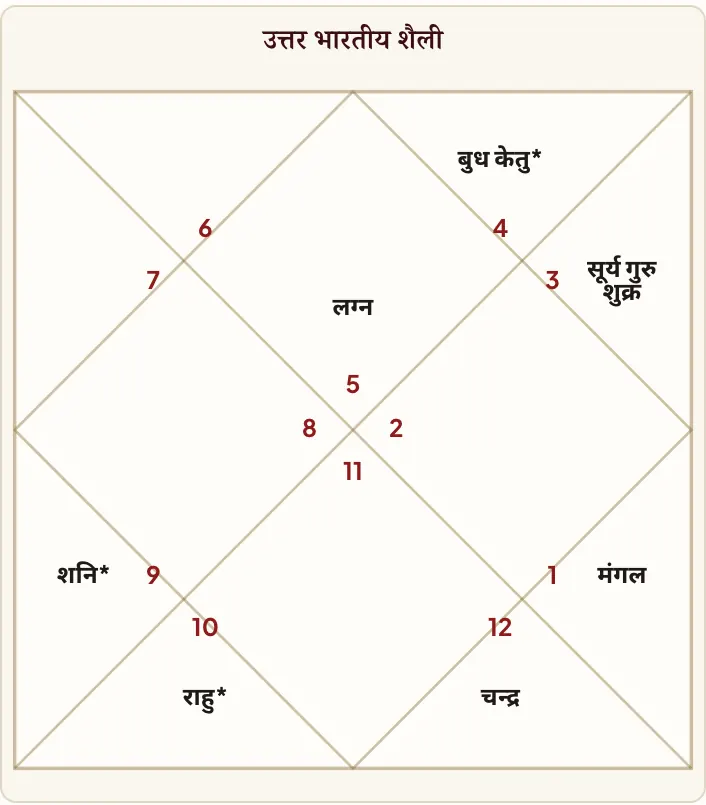 उत्तर भारतीय शैली
बुध केतु*
6
4
7
3
सूर्य गुरु
शुक्र
लग्न
5
8
2
11
शनि*
9
1
मंगल
10
12
राहु*
चन्द्र